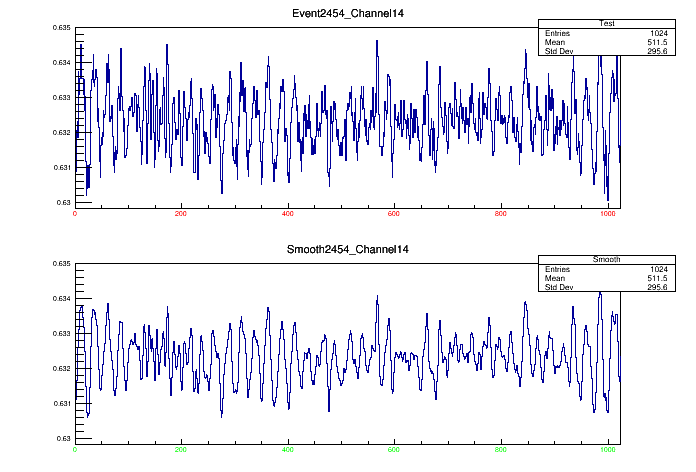 Event2454_Channel14
Test
Entries 1024
Mean 511.5
Std Dev 295.6
0.635
0.634
0.633
0.632
0.631
0.63
0 200 400 600 800 1000
Smooth2454_Channel14
Smooth
Entries 1024
Mean 511.5
Std Dev 295.6
0.635
0.634
0.633
0.632
0.631
0.63
0 200 400 600 800 1000